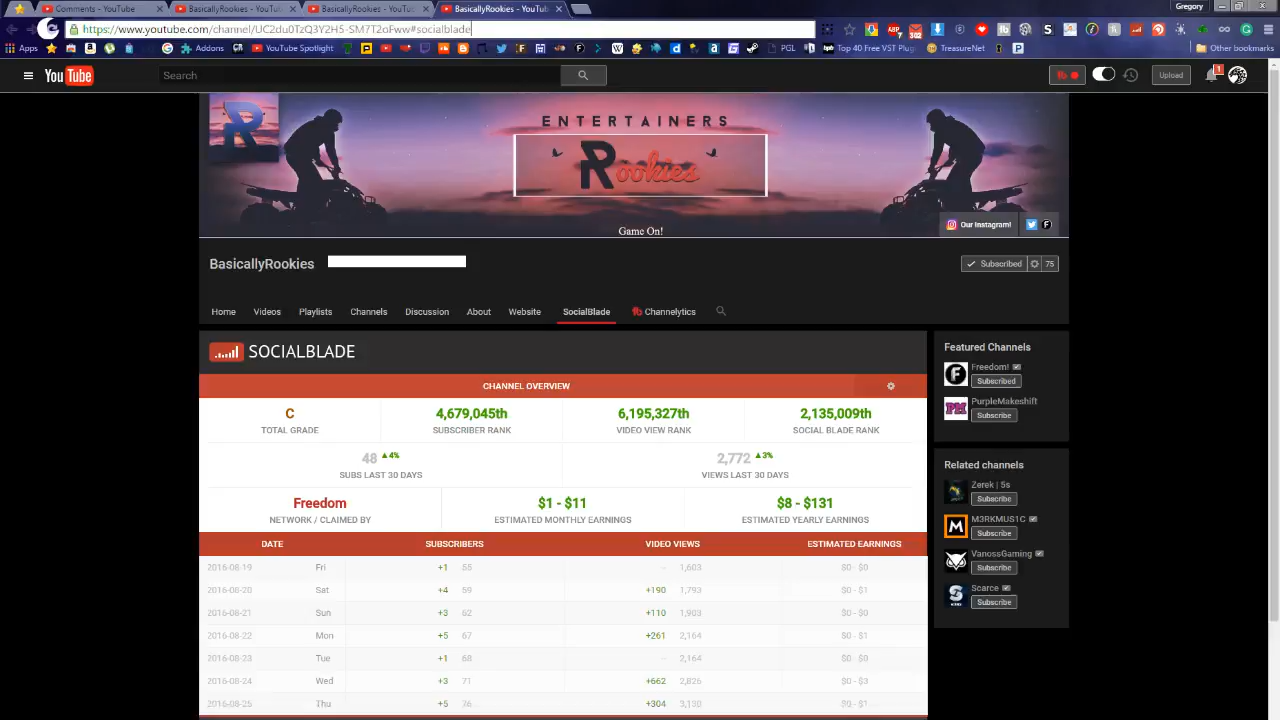 Comments - YouTube
BasicallyRookies - YouTu
BasicallyRookies - YouTu
BasicallyRookies - YouTu
Gregory
https://www.youtube.com/channel/UC2du0TzQ3Y2H5-SM7T2oFww#socialblade
Apps
Addons
YouTube Spotlight
PGL
Top 40 Free VST Plug
TreasureNet
Other bookmarks
YouTube
Search
Upload
1
ENTERTAINERS
Rookies
Game On!
Our Instagram!
BasicallyRookies
Subscribed 75
Home Videos Playlists Channels Discussion About Website SocialBlade Channelytics
SOCIALBLADE
CHANNEL OVERVIEW
C 4,679,045th 6,195,327th 2,135,009th
TOTAL GRADE SUBSCRIBER RANK VIDEO VIEW RANK SOCIAL BLADE RANK
48 ▲4% 2,772 ▲3%
SUBS LAST 30 DAYS VIEWS LAST 30 DAYS
Freedom $1 - $11 $8 - $131
NETWORK / CLAIMED BY ESTIMATED MONTHLY EARNINGS ESTIMATED YEARLY EARNINGS
DATE SUBSCRIBERS VIDEO VIEWS ESTIMATED EARNINGS
2016-08-19 Fri +1 55 -- 1,603 $0 - $0
2016-08-20 Sat +4 59 +190 1,793 $0 - $1
2016-08-21 Sun +3 62 +110 1,903 $0 - $0
2016-08-22 Mon +5 67 +261 2,164 $0 - $1
2016-08-23 Tue +1 68 -- 2,164 $0 - $0
2016-08-24 Wed +3 71 +662 2,826 $0 - $3
2016-08-25 Thu +5 76 +304 3,130 $0 - $1
Featured Channels
Freedom!
Subscribed
PurpleMakeshift
Subscribe
Related channels
Zerek | 5s
Subscribe
M3RKMUS1C
Subscribe
VanossGaming
Subscribe
Scarce
Subscribe